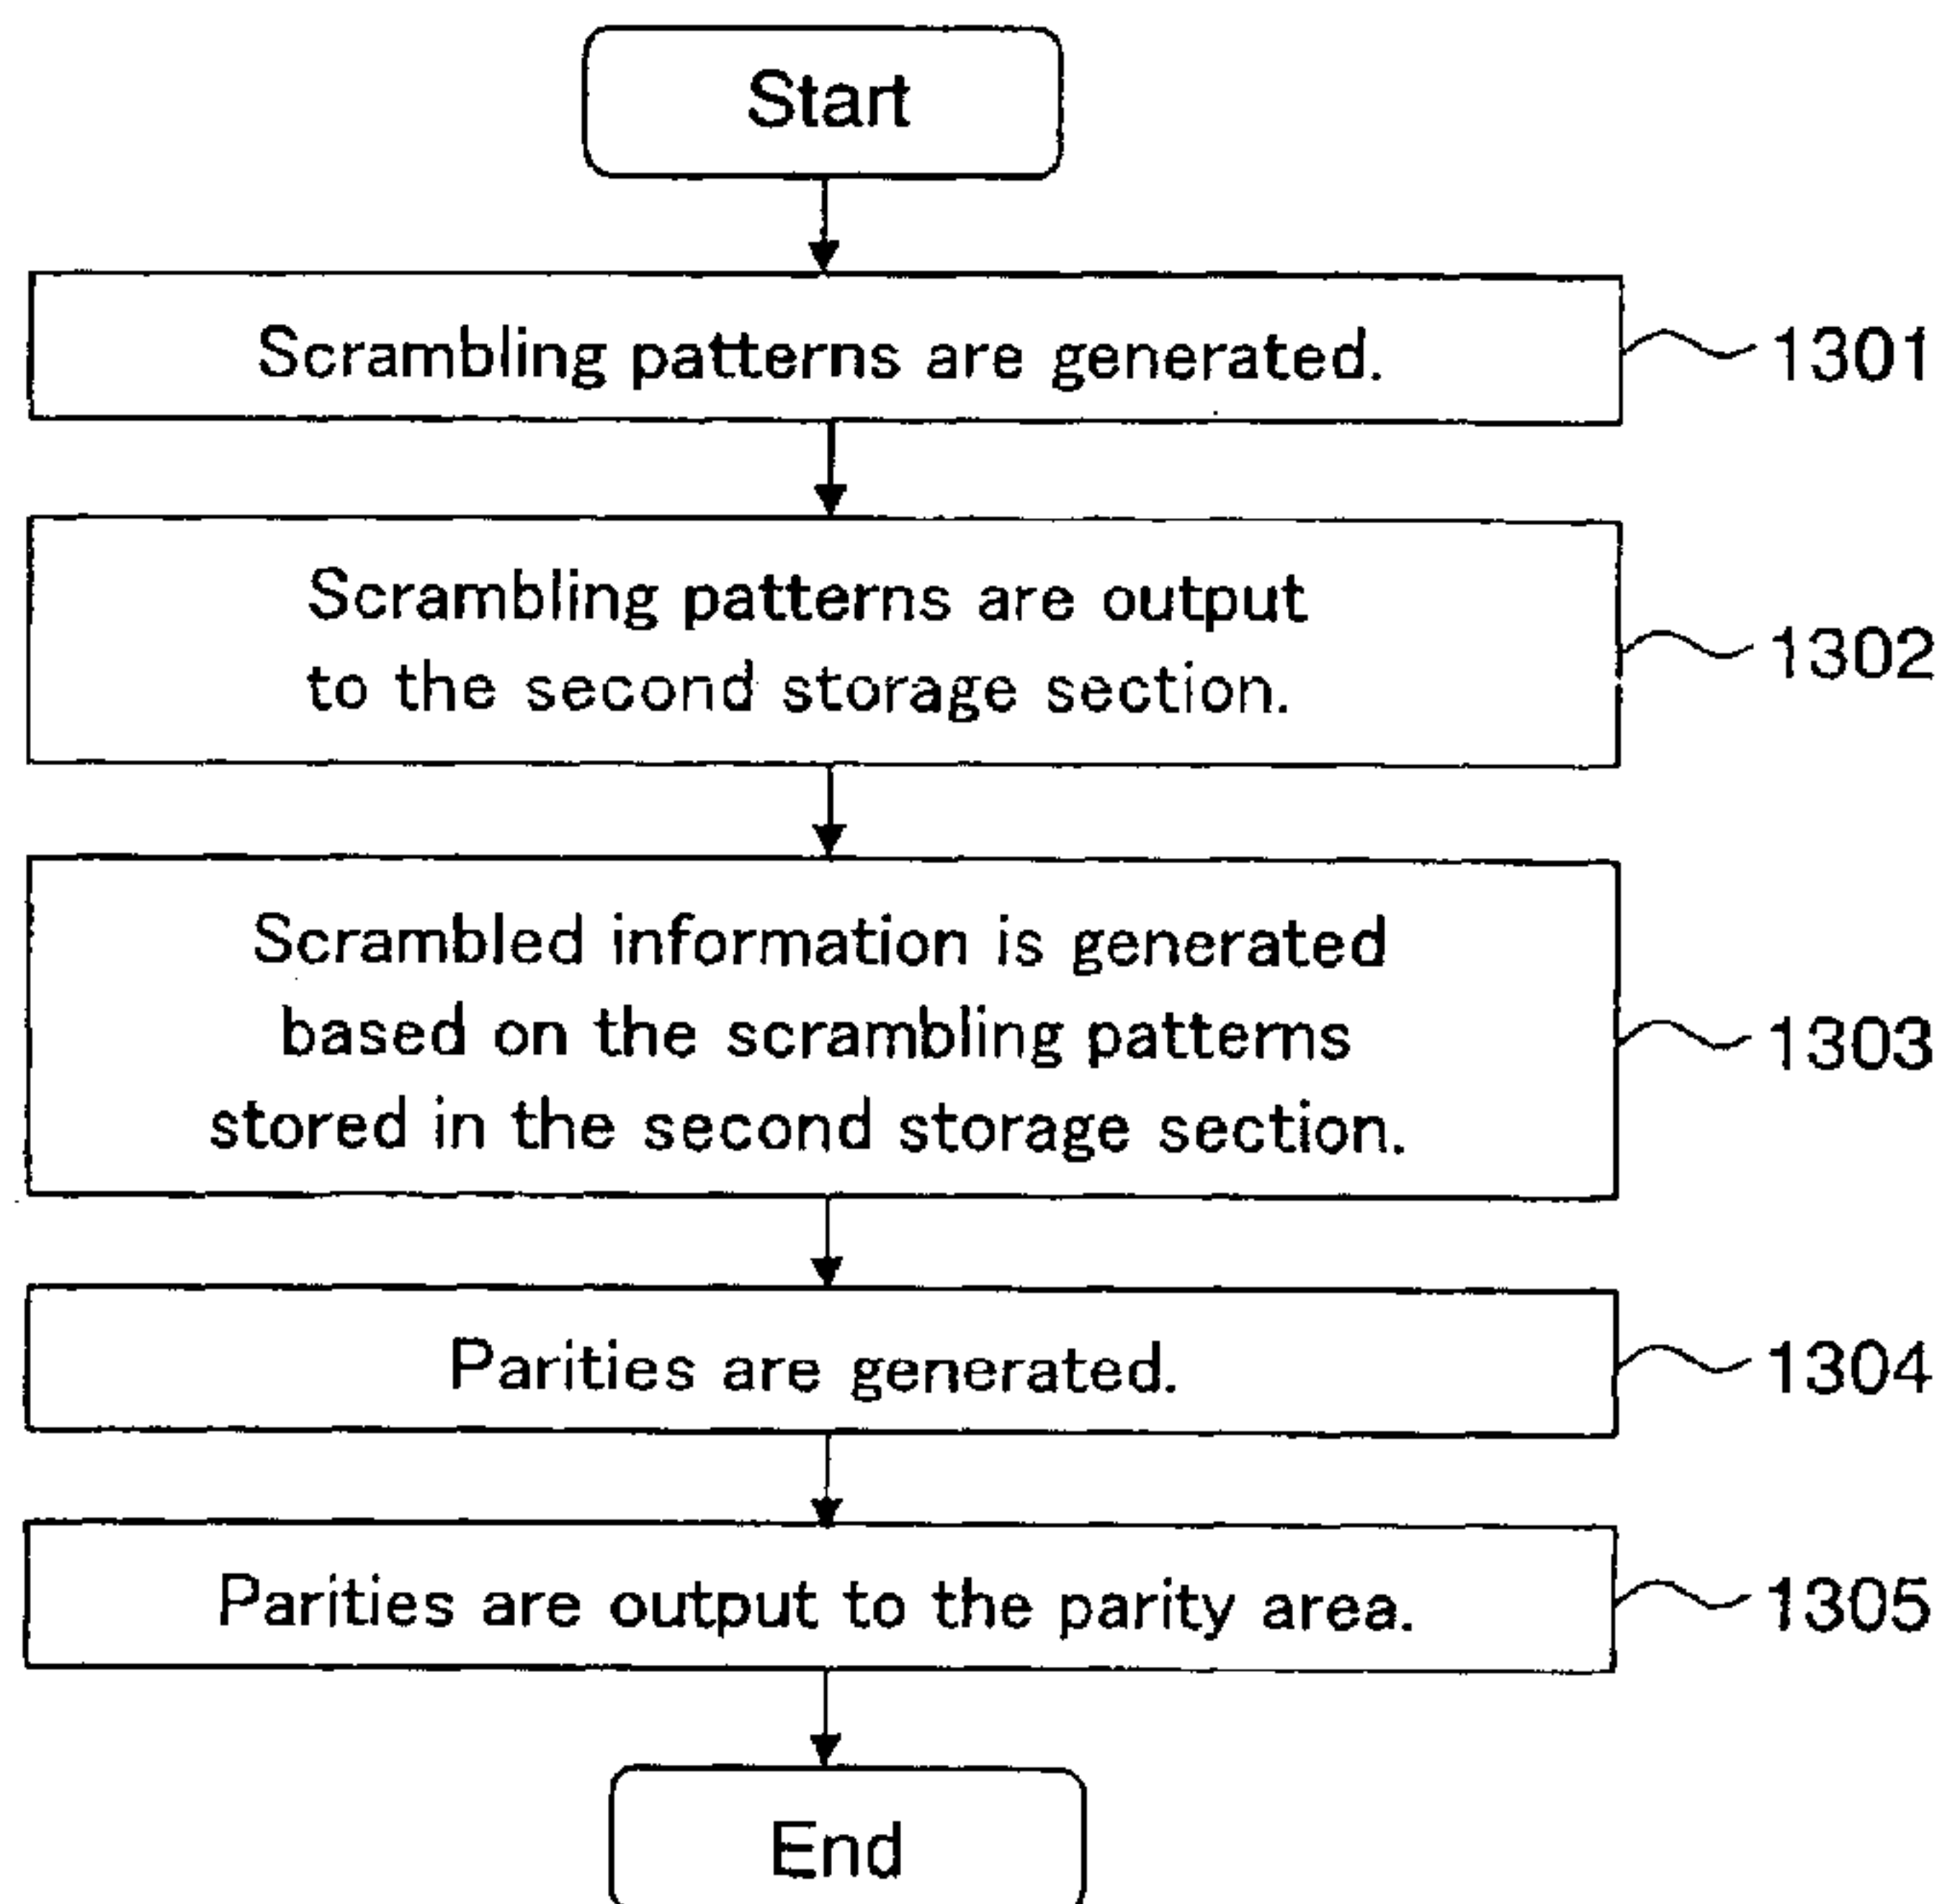 Start
Scrambling patterns are generated.
1301
Scrambling patterns are output
to the second storage section.
1302
Scrambled information is generated
based on the scrambling patterns
stored in the second storage section.
1303
Parities are generated.
1304
Parities are output to the parity area.
1305
End